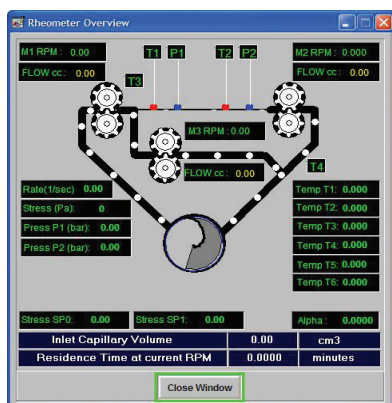 Rheometer Overview
M1 RPM : 0.00 T1 P1 T2 P2 M2 RPM: 0.000
FLOW cc : 0.00 T3 FLOW cc: 0.00
M3 RPM : 0.00
FLOW cc : 0.00 T4
Rate(1/sec) 0.00 Temp T1: 0.000
Stress (Pa): 0 Temp T2: 0.000
Press P1 (bar): 0.00 Temp T3: 0.000
Press P2 (bar): 0.00 Temp T4: 0.000
Temp T5: 0.000
Temp T6: 0.000
Stress SP0: 0.00 Stress SP1: 0.00 Alpha : 0.0000
Inlet Capillary Volume 0.00 cm3
Residence Time at current RPM 0.0000 minutes
Close Window